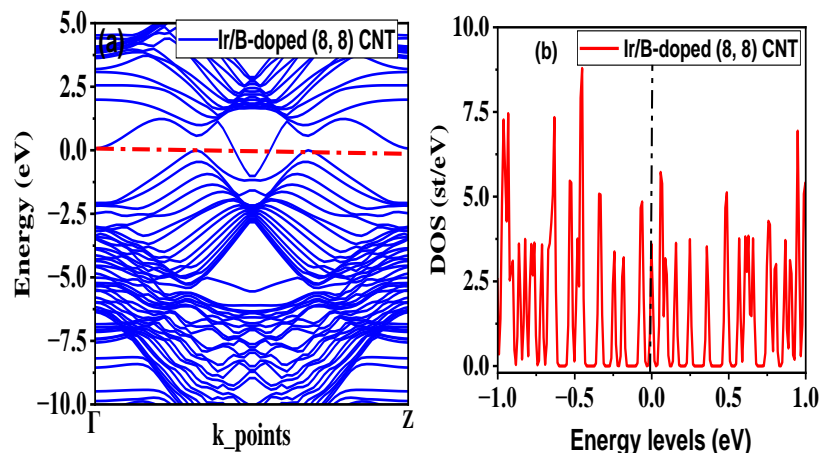 (a)
Ir/B-doped (8, 8) CNT
Energy (eV)
5.0
2.5
0.0
−2.5
−5.0
−7.5
−10.0
Γ
k_points
Z
(b)
Ir/B-doped (8, 8) CNT
DOS (st/eV)
10.0
7.5
5.0
2.5
0.0
−1.0
−0.5
0.0
0.5
1.0
Energy levels (eV)